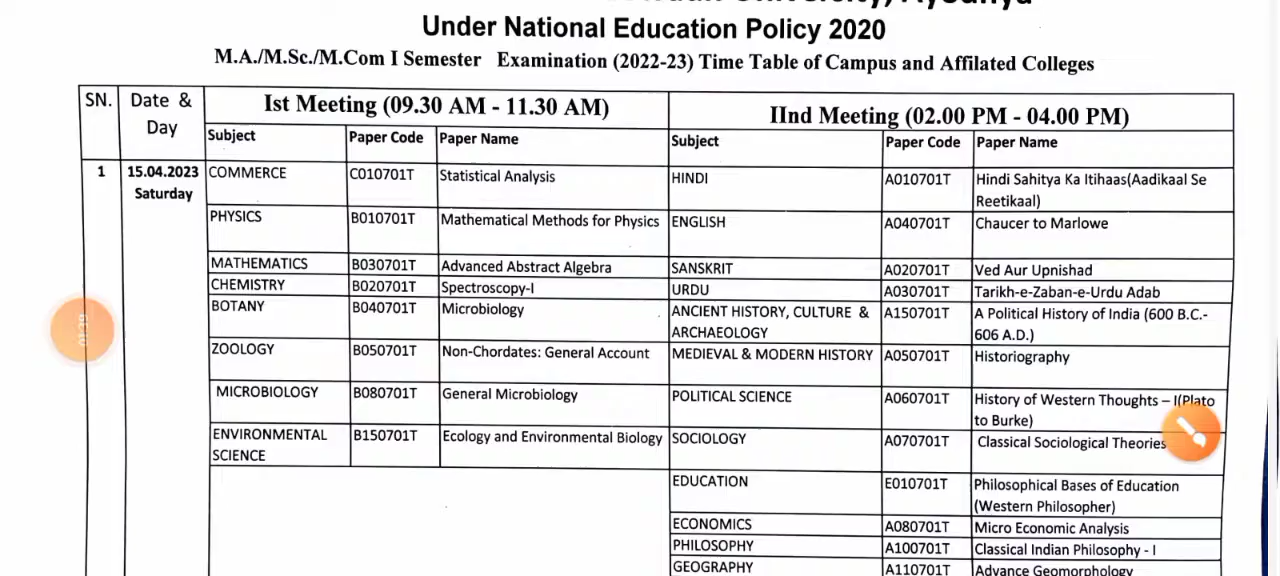 Under National Education Policy 2020
M.A./M.Sc./M.Com I Semester Examination (2022-23) Time Table of Campus and Affilated Colleges
SN. Date & Day Ist Meeting (09.30 AM - 11.30 AM) IInd Meeting (02.00 PM - 04.00 PM)
Subject Paper Code Paper Name Subject Paper Code Paper Name
1 15.04.2023 Saturday COMMERCE C010701T Statistical Analysis HINDI A010701T Hindi Sahitya Ka Itihaas(Aadikaal Se
Reetikaal)
PHYSICS B010701T Mathematical Methods for Physics ENGLISH A040701T Chaucer to Marlowe
MATHEMATICS B030701T Advanced Abstract Algebra SANSKRIT A020701T Ved Aur Upnishad
CHEMISTRY B020701T Spectroscopy-I URDU A030701T Tarikh-e-Zaban-e-Urdu Adab
BOTANY B040701T Microbiology ANCIENT HISTORY, CULTURE & A150701T A Political History of India (600 B.C.-
ARCHAEOLOGY 606 A.D.)
ZOOLOGY B050701T Non-Chordates: General Account MEDIEVAL & MODERN HISTORY A050701T Historiography
MICROBIOLOGY B080701T General Microbiology POLITICAL SCIENCE A060701T History of Western Thoughts – I(Plato
to Burke)
ENVIRONMENTAL B150701T Ecology and Environmental Biology SOCIOLOGY A070701T Classical Sociological Theories
SCIENCE
EDUCATION E010701T Philosophical Bases of Education
(Western Philosopher)
ECONOMICS A080701T Micro Economic Analysis
PHILOSOPHY A100701T Classical Indian Philosophy - I
GEOGRAPHY A110701T Advance Geomorphology